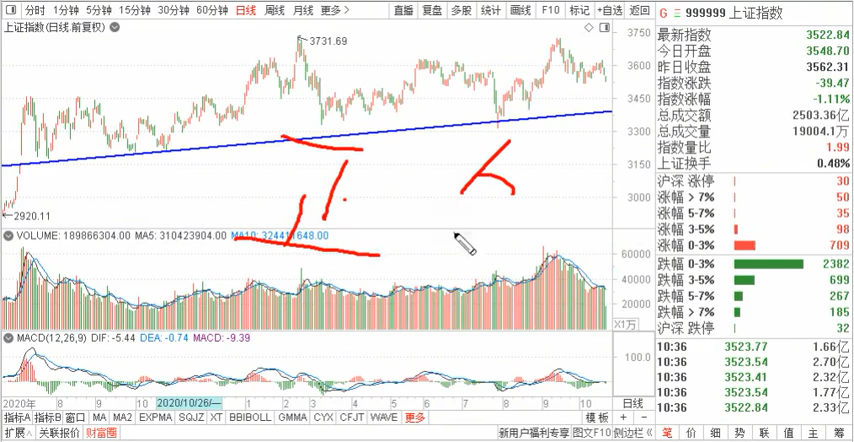 分时 1分钟 5分钟 15分钟 30分钟 60分钟 日线 周线 月线 更多 直播 复盘 多股 统计 画线 F10 标记 +自选 返回
G 999999 上证指数
上证指数(日线.前复权)
3731.69
2920.11
3750
3600
3450
3300
3150
3000
最新指数 3522.84
今日开盘 3548.70
昨日收盘 3562.31
指数涨跌 -39.47
指数涨幅 -1.11%
总成交额 2503.36亿
总成交量 19004.1万
指数量比 1.99
上证换手 0.48%
沪深 涨停 30
涨幅 > 7% 50
涨幅 5-7% 35
涨幅 3-5% 98
涨幅 0-3% 709
跌幅 0-3% 2382
跌幅 3-5% 699
跌幅 5-7% 267
跌幅 > 7% 185
沪深 跌停 32
VOLUME: 189866304.00 MA5: 310423904.00 MA10: 324411648.00
60000
40000
20000
X1万
MACD(12,26,9) DIF: -5.44 DEA: -0.74 MACD: -9.39
100.0
0.00
10:36 3523.77 1.66亿
10:36 3523.54 2.70亿
10:36 3523.41 2.32亿
10:36 3523.54 1.77亿
10:36 3522.84 2.33亿
2020年 8 9 10 2020/10/26/一 12 1 2 3 4 5 6 7 8 9 10 日线
指标A 指标B 窗口 MA MA2 EXPMA SQJZ XT BBIBOLL GMMA CYX CFJT WAVE 更多 模板 + -
扩展∧ 关联报价 财富圈 新用户福利专享 图文F10 侧边栏《 笔 价 细 势 联 值 主 筹